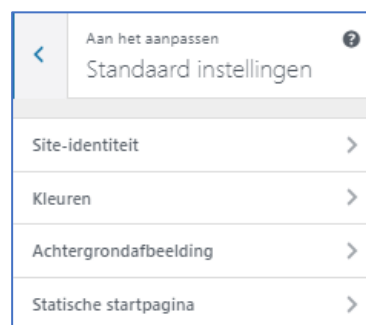 Aan het aanpassen
Standaard instellingen
Site-identiteit
Kleuren
Achtergrondafbeelding
Statische startpagina